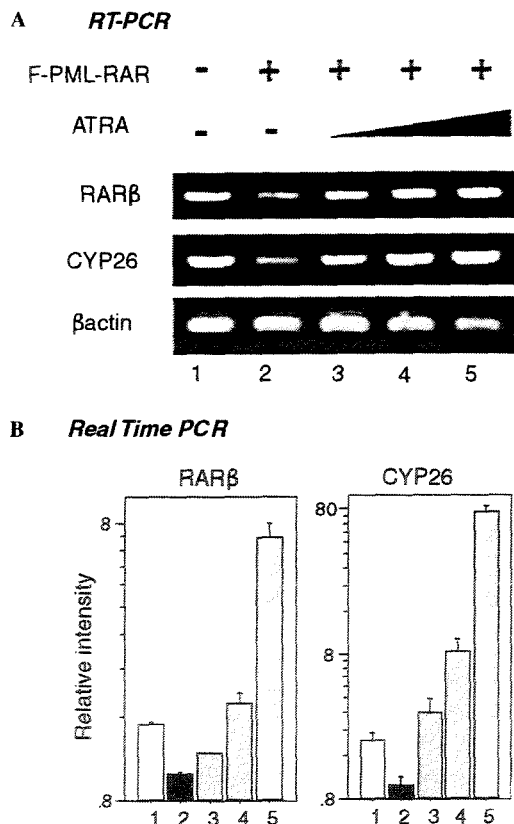 A RT-PCR
F-PML-RAR - + + + +
ATRA - -
RARβ
CYP26
βactin
1 2 3 4 5
B Real Time PCR
RARβ CYP26
Relative intensity
8 80
8
.8 .8
1 2 3 4 5 1 2 3 4 5